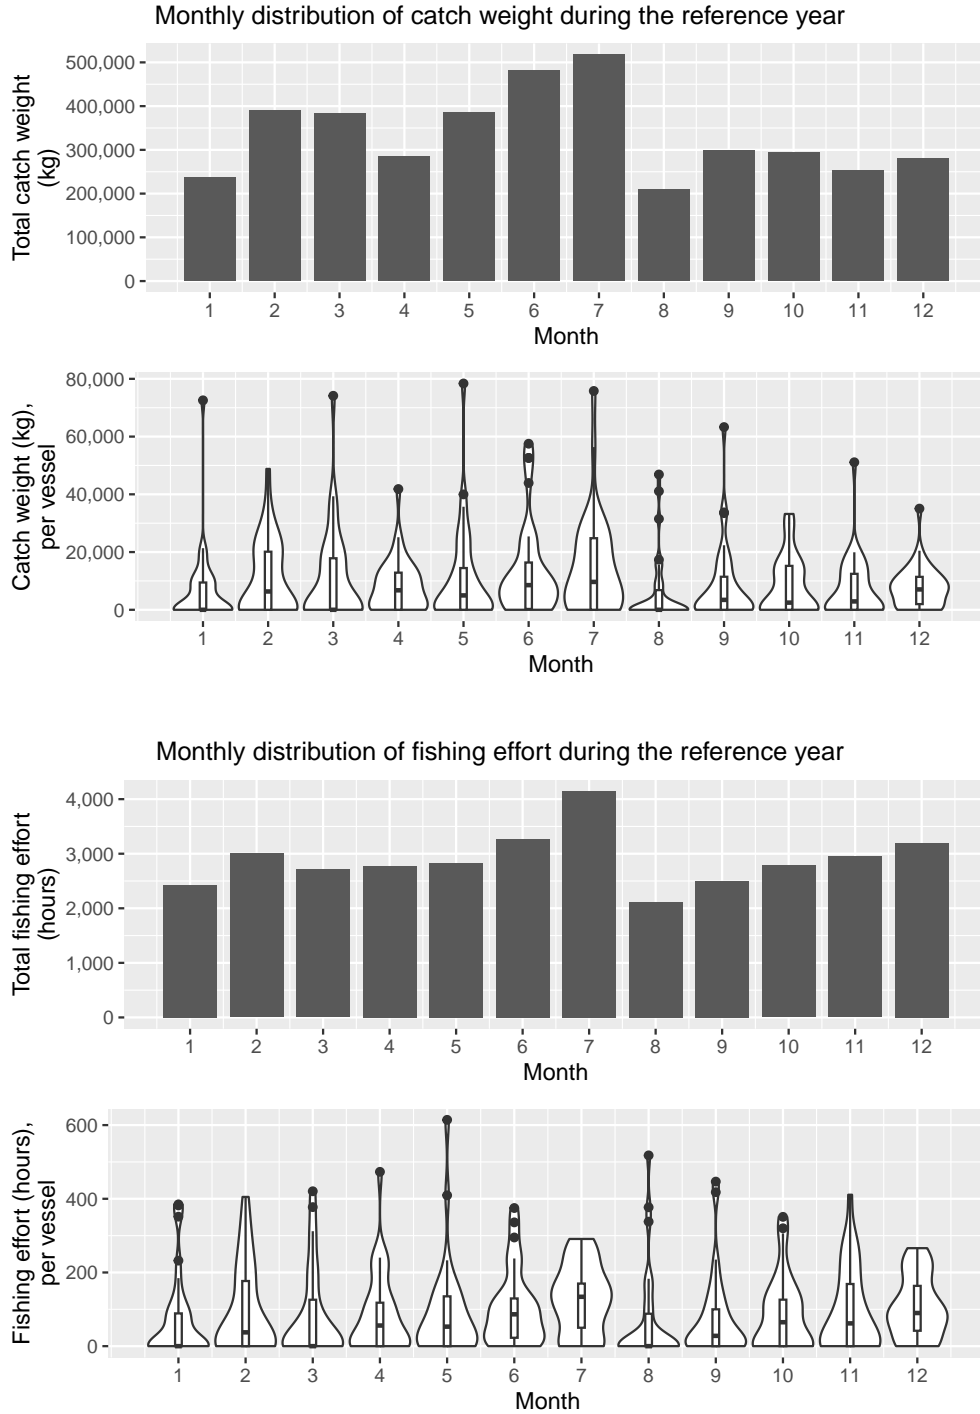 Monthly distribution of catch weight during the reference year
Total catch weight
(kg)
500,000
400,000
300,000
200,000
100,000
0
1 2 3 4 5 6 7 8 9 10 11 12
Month
Catch weight (kg),
per vessel
80,000
60,000
40,000
20,000
0
1 2 3 4 5 6 7 8 9 10 11 12
Month
Monthly distribution of fishing effort during the reference year
Total fishing effort
(hours)
4,000
3,000
2,000
1,000
0
1 2 3 4 5 6 7 8 9 10 11 12
Month
Fishing effort (hours),
per vessel
600
400
200
0
1 2 3 4 5 6 7 8 9 10 11 12
Month